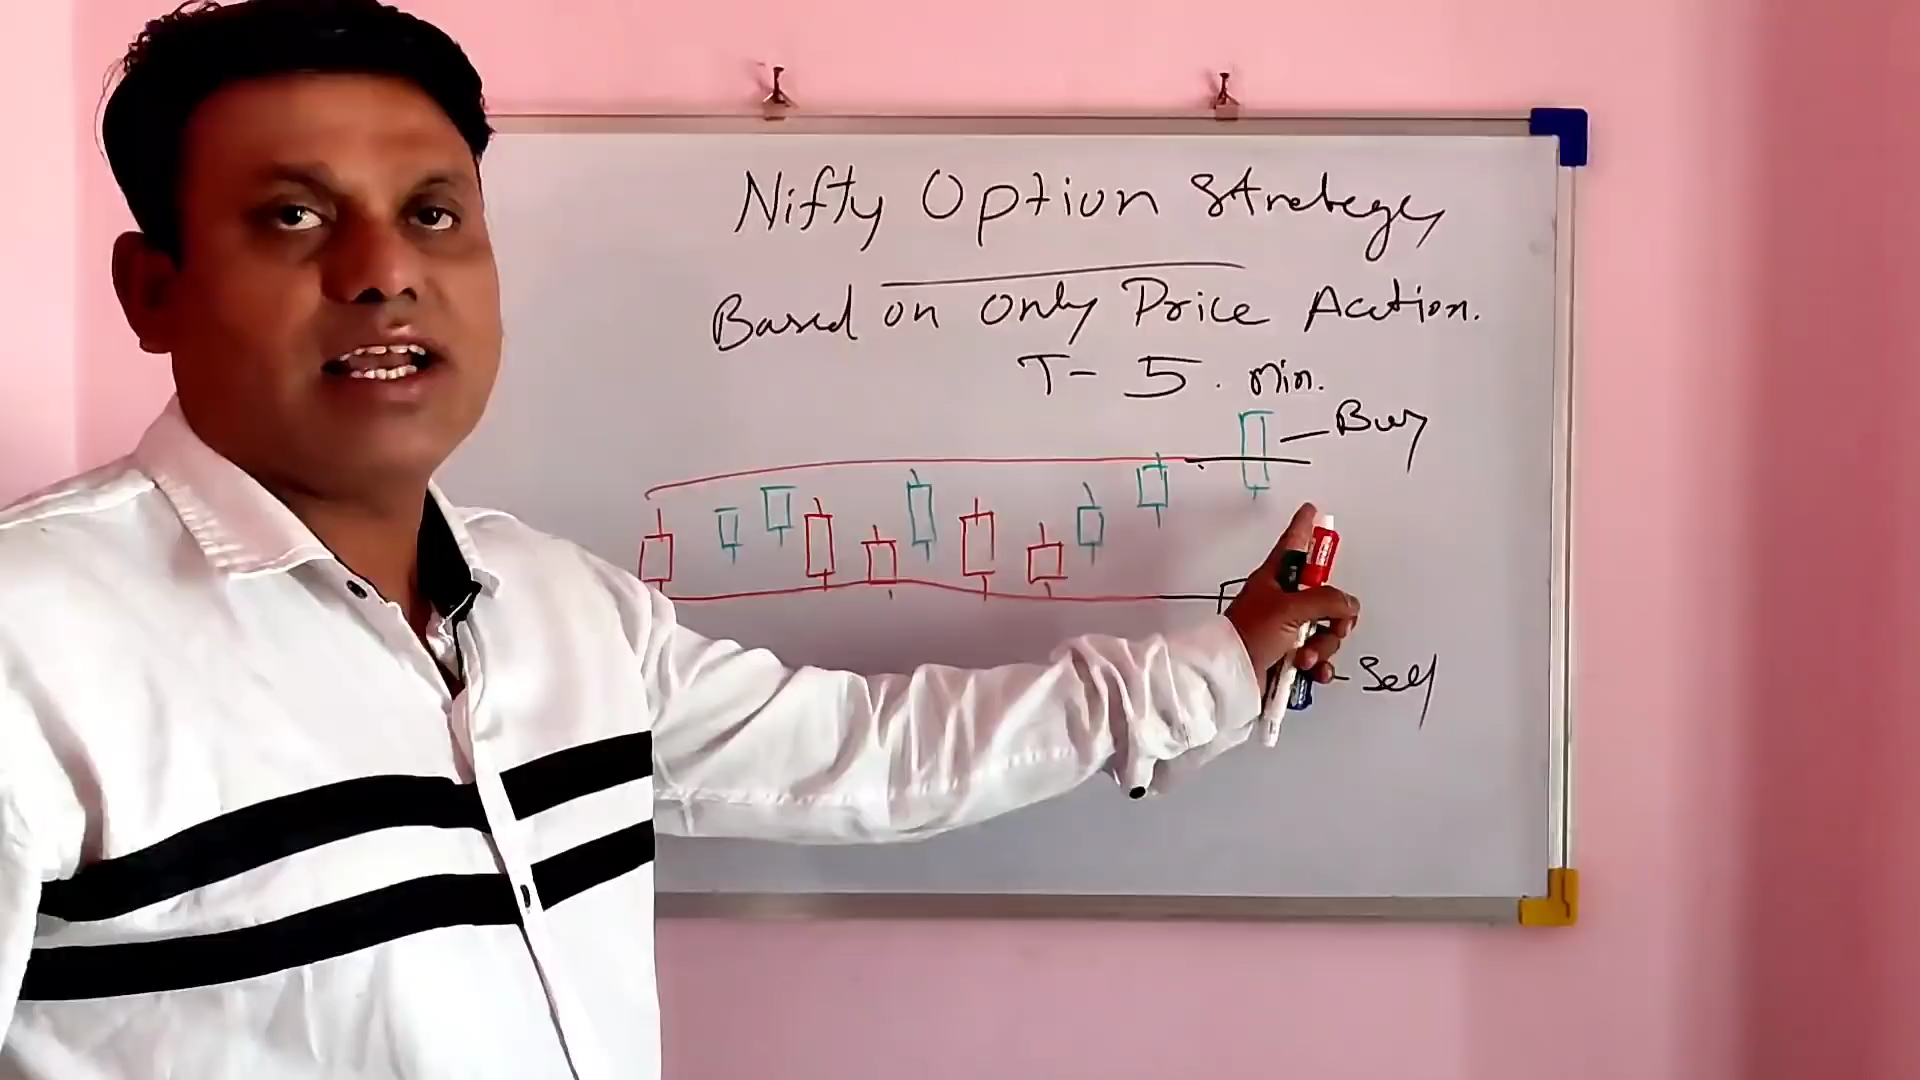 Nifty Option Strategy
Based on Only Price Action.
T- 5. Min.
Buy
Sell